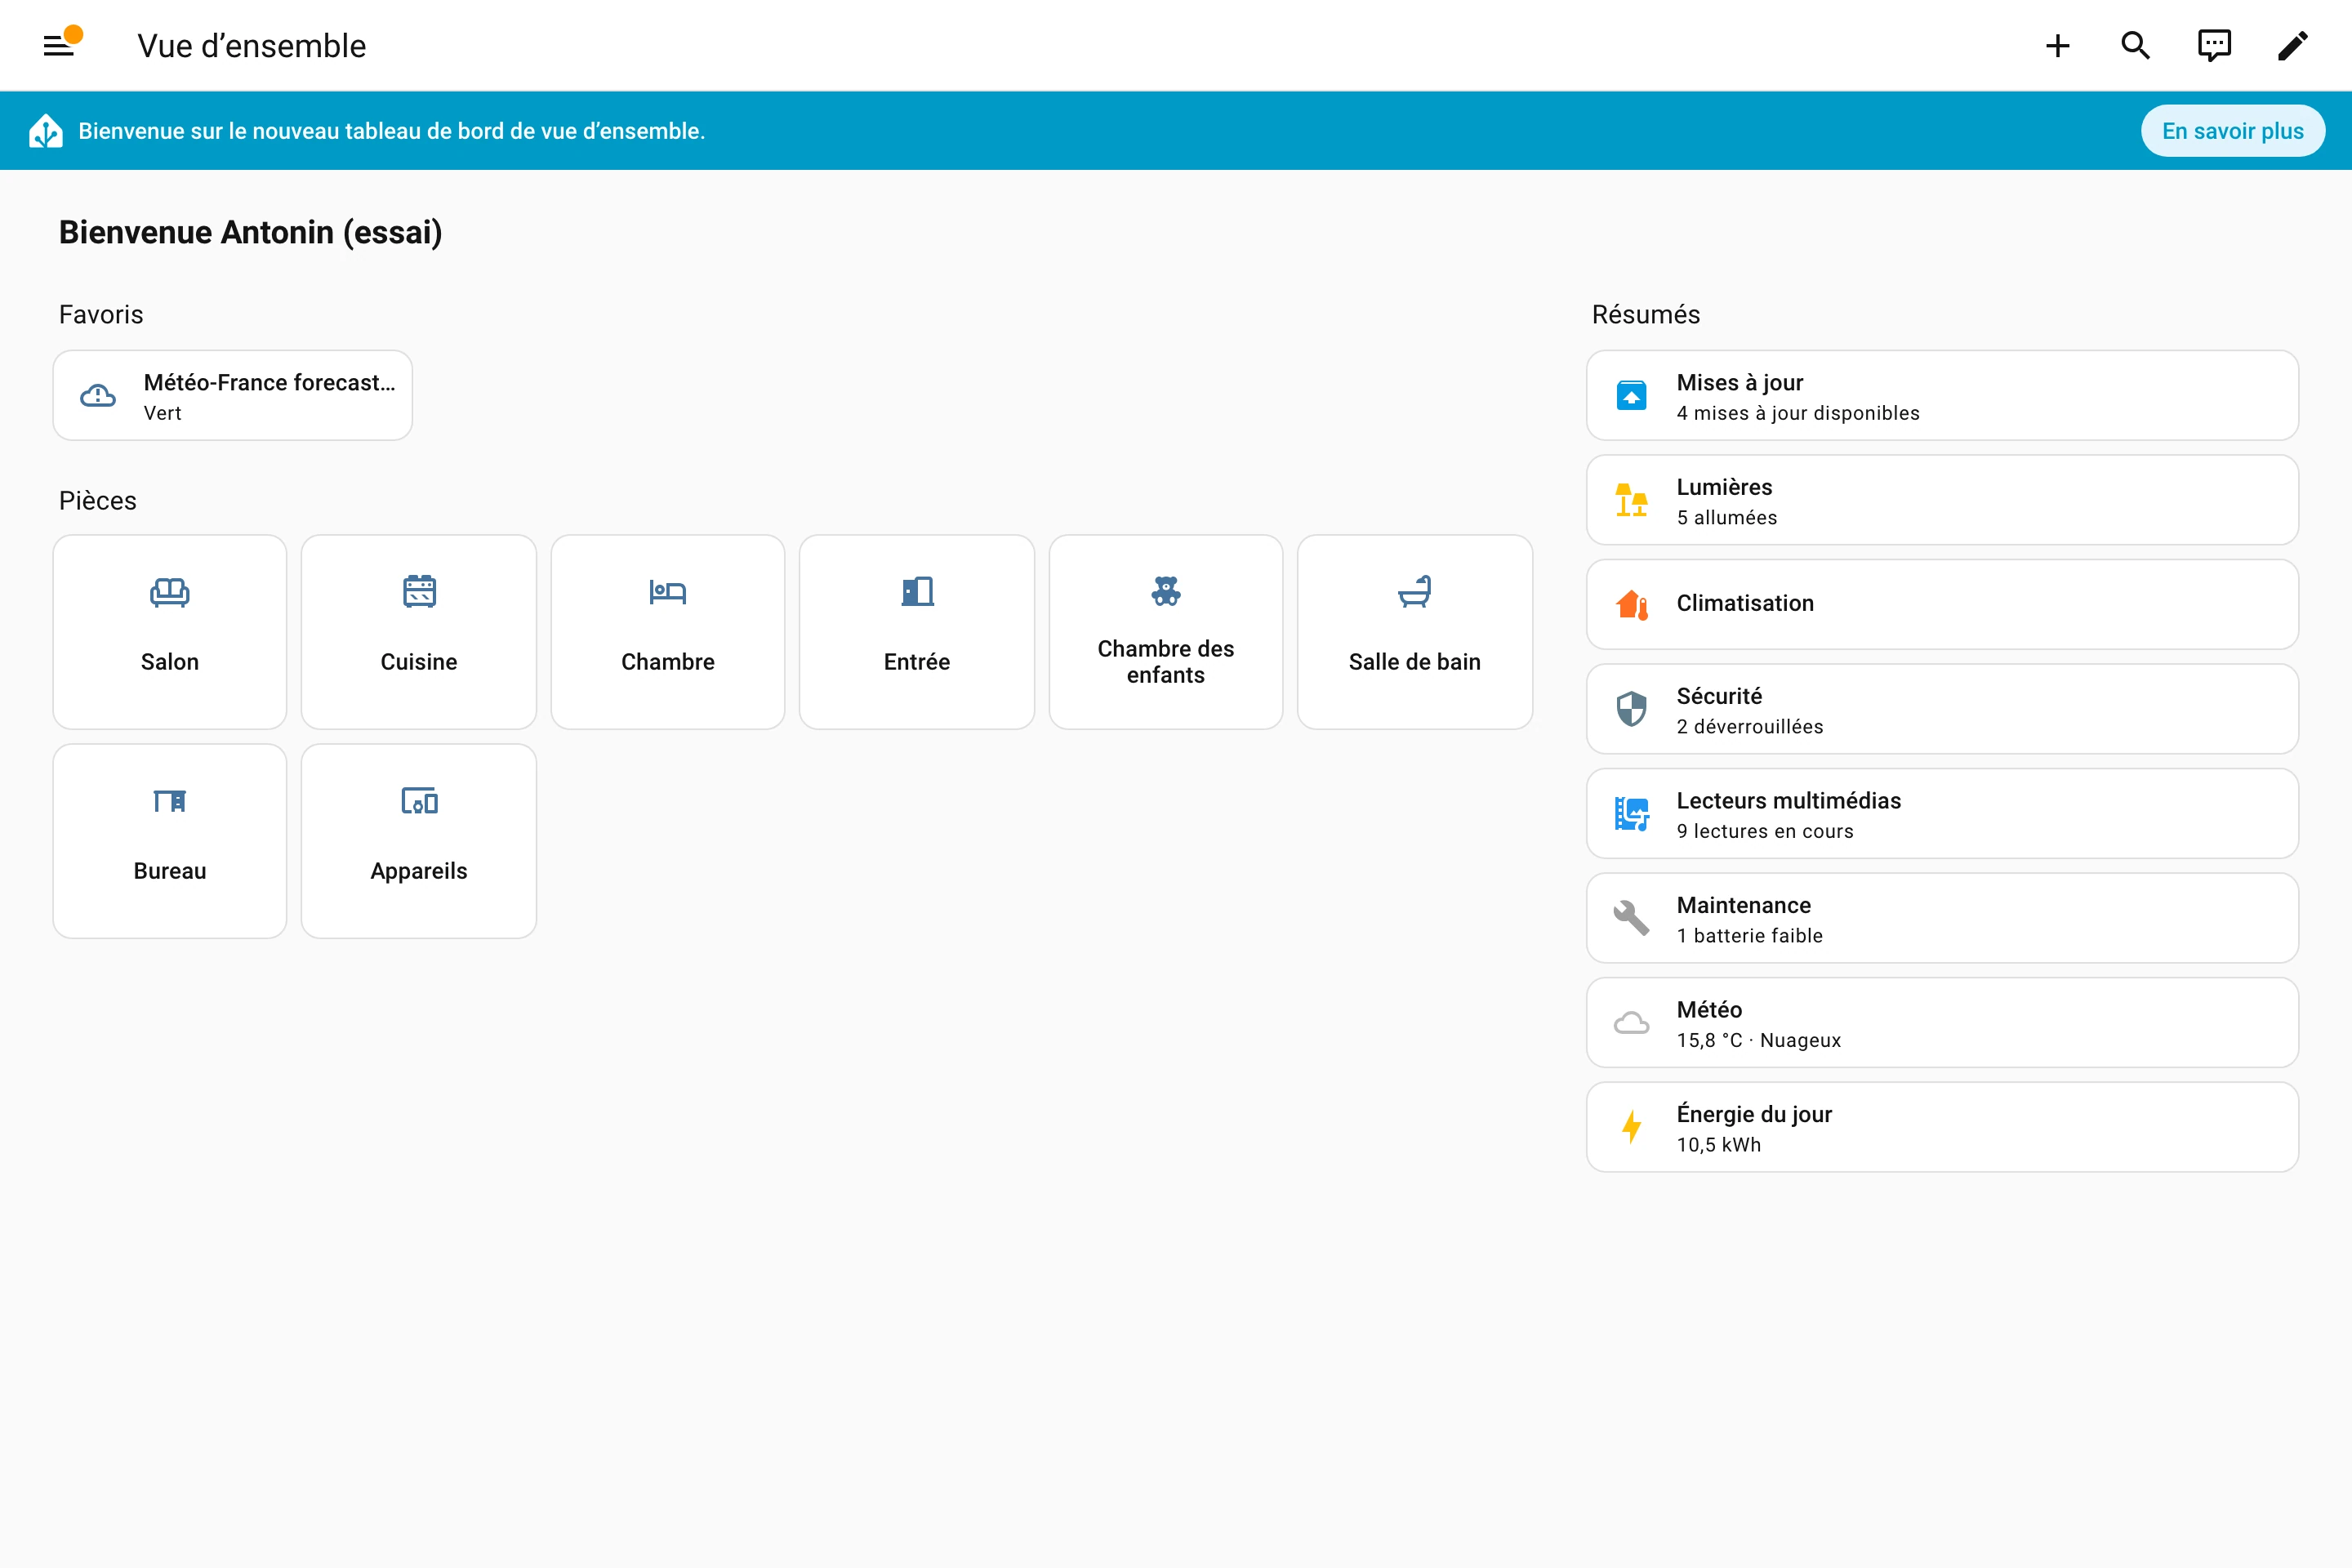 Vue d’ensemble
Bienvenue sur le nouveau tableau de bord de vue d’ensemble.
En savoir plus
Bienvenue Antonin (essai)
Favoris
Météo-France forecast…
Vert
Pièces
Salon
Cuisine
Chambre
Entrée
Chambre des
enfants
Salle de bain
Bureau
Appareils
Résumés
Mises à jour
4 mises à jour disponibles
Lumières
5 allumées
Climatisation
Sécurité
2 déverrouillées
Lecteurs multimédias
9 lectures en cours
Maintenance
1 batterie faible
Météo
15,8 °C · Nuageux
Énergie du jour
10,5 kWh